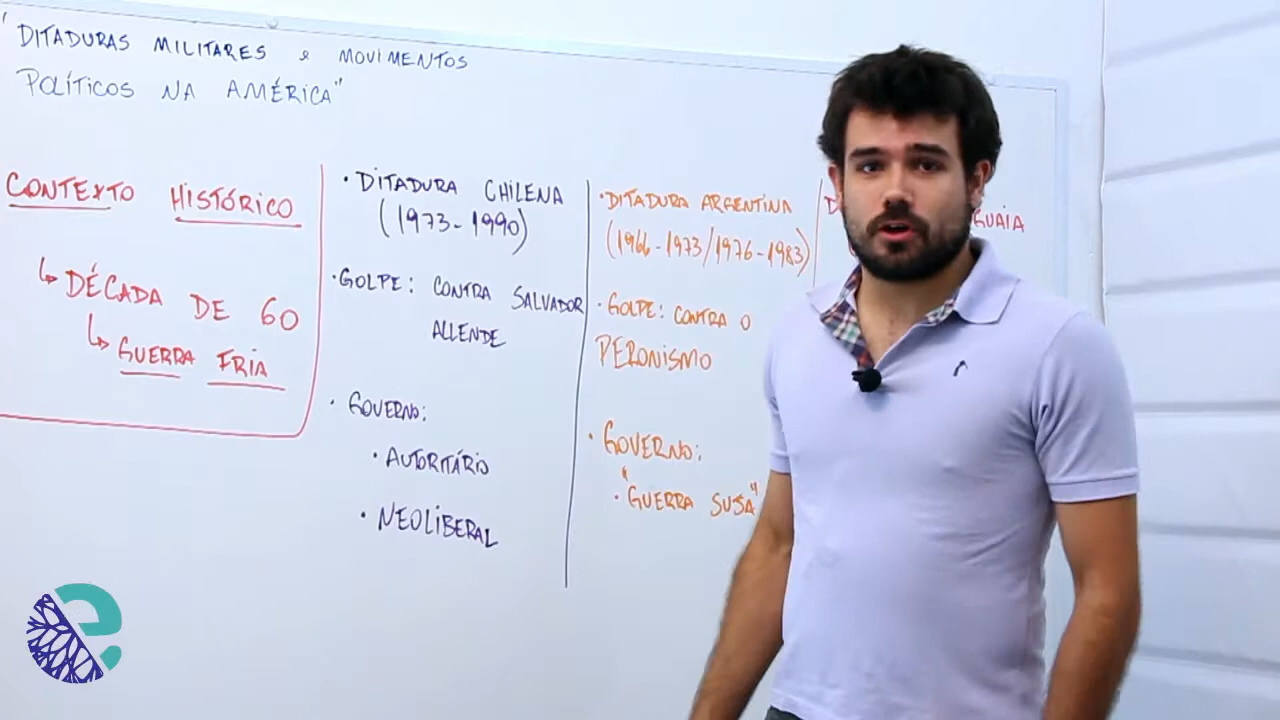 "DITADURAS MILITARES e MOVIMENTOS
POLÍTICOS NA AMÉRICA"
CONTEXTO HISTÓRICO
↳ DÉCADA DE 60
↳ GUERRA FRIA
• DITADURA CHILENA
(1973-1990)
• GOLPE: CONTRA SALVADOR
ALLENDE
• GOVERNO:
• AUTORITÁRIO
• NEOLIBERAL
• DITADURA ARGENTINA
(1966-1973/1976-1983)
• GOLPE: CONTRA O
PERONISMO
• GOVERNO:
• "GUERRA SUJA"